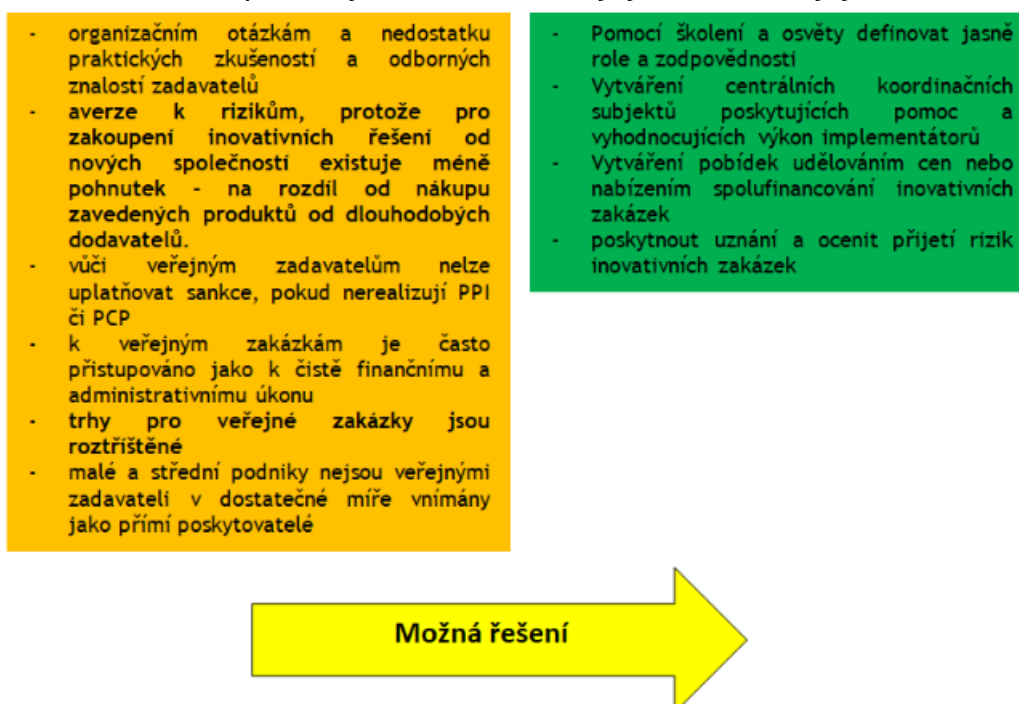 - organizačním otázkám a nedostatku
praktických zkušeností a odborných
znalostí zadavatelů
- averze k rizikům, protože pro
zakoupení inovativních řešení od
nových společností existuje méně
pohnutek - na rozdíl od nákupu
zavedených produktů od dlouhodobých
dodavatelů.
- vůči veřejným zadavatelům nelze
uplatňovat sankce, pokud nerealizují PPI
či PCP
- k veřejným zakázkám je často
přistupováno jako k čistě finančnímu a
administrativnímu úkonu
- trhy pro veřejné zakázky jsou
roztříštěné
- malé a střední podniky nejsou veřejnými
zadavateli v dostatečné míře vnímány
jako přímí poskytovatelé
- Pomocí školení a osvěty definovat jasně
role a zodpovědnosti
- Vytváření centrálních koordinačních
subjektů poskytujících pomoc a
vyhodnocujících výkon implementátorů
- Vytváření pobídek udělováním cen nebo
nabízením spolufinancování inovativních
zakázek
- poskytnout uznání a ocenit přijetí rizik
inovativních zakázek
Možná řešení